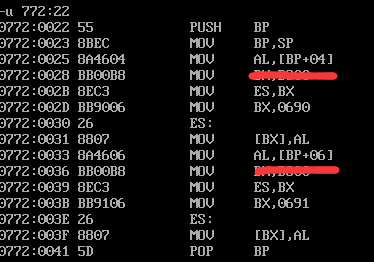 -u 772:22
0772:0022 55 PUSH BP
0772:0023 8BEC MOV BP,SP
0772:0025 8A4604 MOV AL,[BP+04]
0772:0028 BB00B8 MOV
0772:002B 8EC3 MOV ES,BX
0772:002D BB9006 MOV BX,0690
0772:0030 26 ES:
0772:0031 8807 MOV [BX],AL
0772:0033 8A4606 MOV AL,[BP+06]
0772:0036 BB00B8 MOV
0772:0039 8EC3 MOV ES,BX
0772:003B BB9106 MOV BX,0691
0772:003E 26 ES:
0772:003F 8807 MOV [BX],AL
0772:0041 5D POP BP